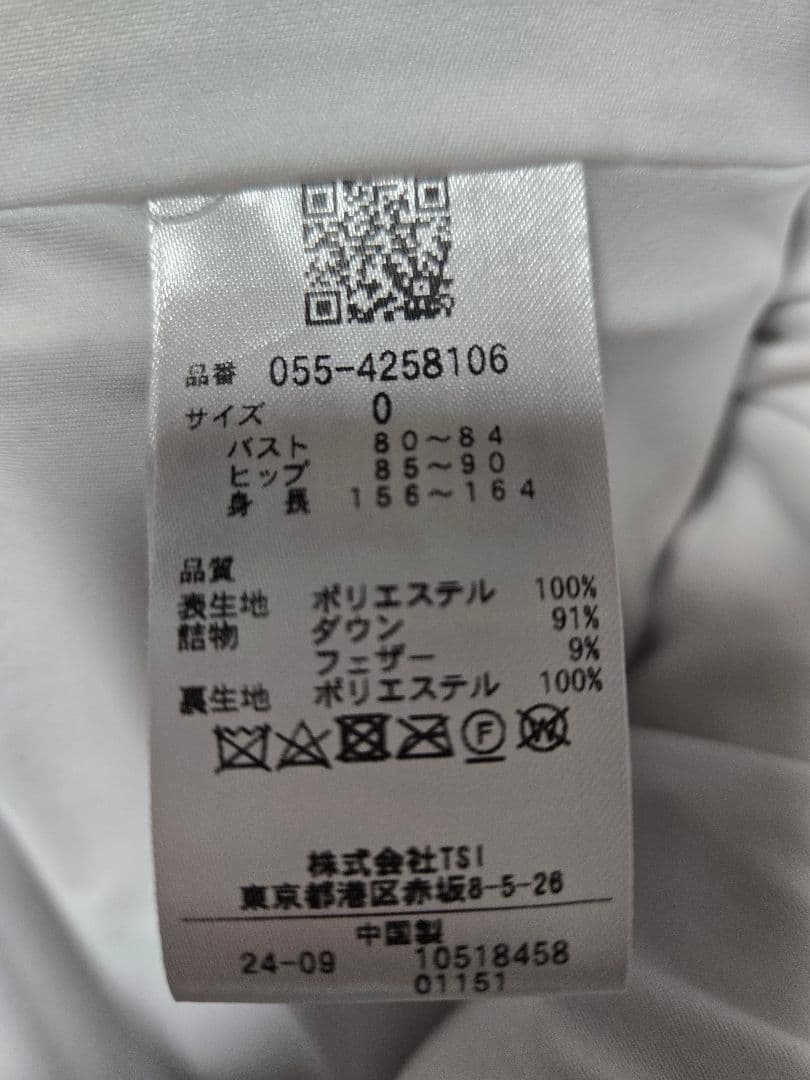 品番 055-4258106
サイズ 0
バスト 80～84
ヒップ 85～90
身長 156～164
品質
表生地 ポリエステル 100%
詰物 ダウン 91%
フェザー 9%
裏生地 ポリエステル 100%
F W
株式会社TSI
東京都港区赤坂8-5-26
中国製
24-09 10518458
01151